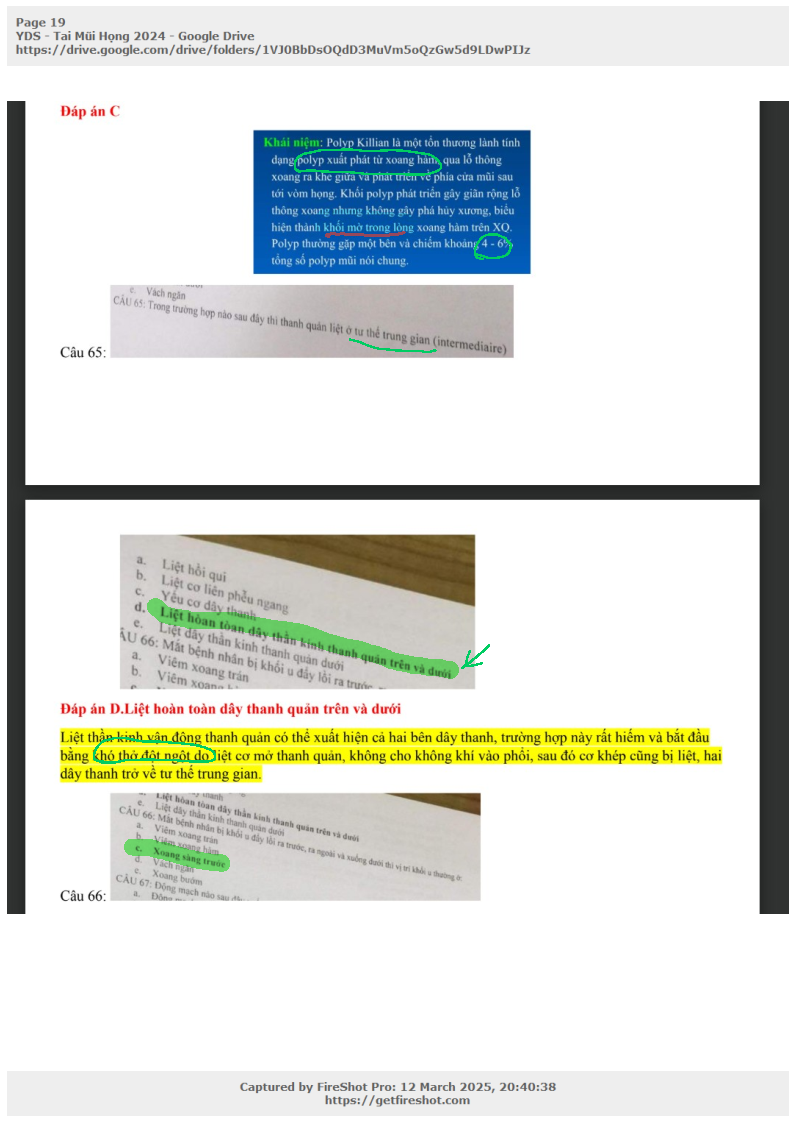 Page 19
YDS - Tai Mũi Họng 2024 - Google Drive
https://drive.google.com/drive/folders/1VJ0BbDsOQdD3MuVm5oQzGw5d9LDwPIJz
Đáp án C
Khái niệm: Polyp Killian là một tổn thương lành tính
dạng polyp xuất phát từ xoang hàm, qua lỗ thông
xoang ra khe giữa và phát triển về phía cửa mũi sau
tới vòm họng. Khối polyp phát triển gây giãn rộng lỗ
thông xoang nhưng không gây phá hủy xương, biểu
hiện thành khối mờ trong lòng xoang hàm trên XQ.
Polyp thường gặp một bên và chiếm khoảng 4 - 6%
tổng số polyp mũi nói chung.
c. Vách ngăn
CÂU 65: Trong trường hợp nào sau đây thì thanh quản liệt ở tư thế trung gian (intermediaire)
Câu 65:
a. Liệt hồi qui
b. Liệt cơ liên phễu ngang
c. Yếu cơ dây thanh
d. Liệt hòan tòan dây thần kinh thanh quản trên và dưới
e. Liệt dây thần kinh thanh quản dưới
ÂU 66: Mắt bệnh nhân bị khối u đẩy lồi ra trước,
a. Viêm xoang trán
b. Viêm xoang
Đáp án D.Liệt hoàn toàn dây thanh quản trên và dưới
Liệt thần kinh vận động thanh quản có thể xuất hiện cả hai bên dây thanh, trường hợp này rất hiếm và bắt đầu
bằng khó thở đột ngột do liệt cơ mở thanh quản, không cho không khí vào phổi, sau đó cơ khép cũng bị liệt, hai
dây thanh trở về tư thế trung gian.
thanh
Liệt hòan tòan dây thần kinh thanh quản trên và dưới
e. Liệt dây thần kinh thanh quản dưới
CÂU 66: Mắt bệnh nhân bị khối u đẩy lồi ra trước, ra ngoài và xuống dưới thì vị trí khối u thường ở:
a. Viêm xoang trán
b. Viêm xoang hàm
c. Xoang sàng trước
d. Vách ngăn
e. Xoang bướm
CÂU 67: Động mạch nào sau đây
a. Động
Câu 66:
Captured by FireShot Pro: 12 March 2025, 20:40:38
https://getfireshot.com